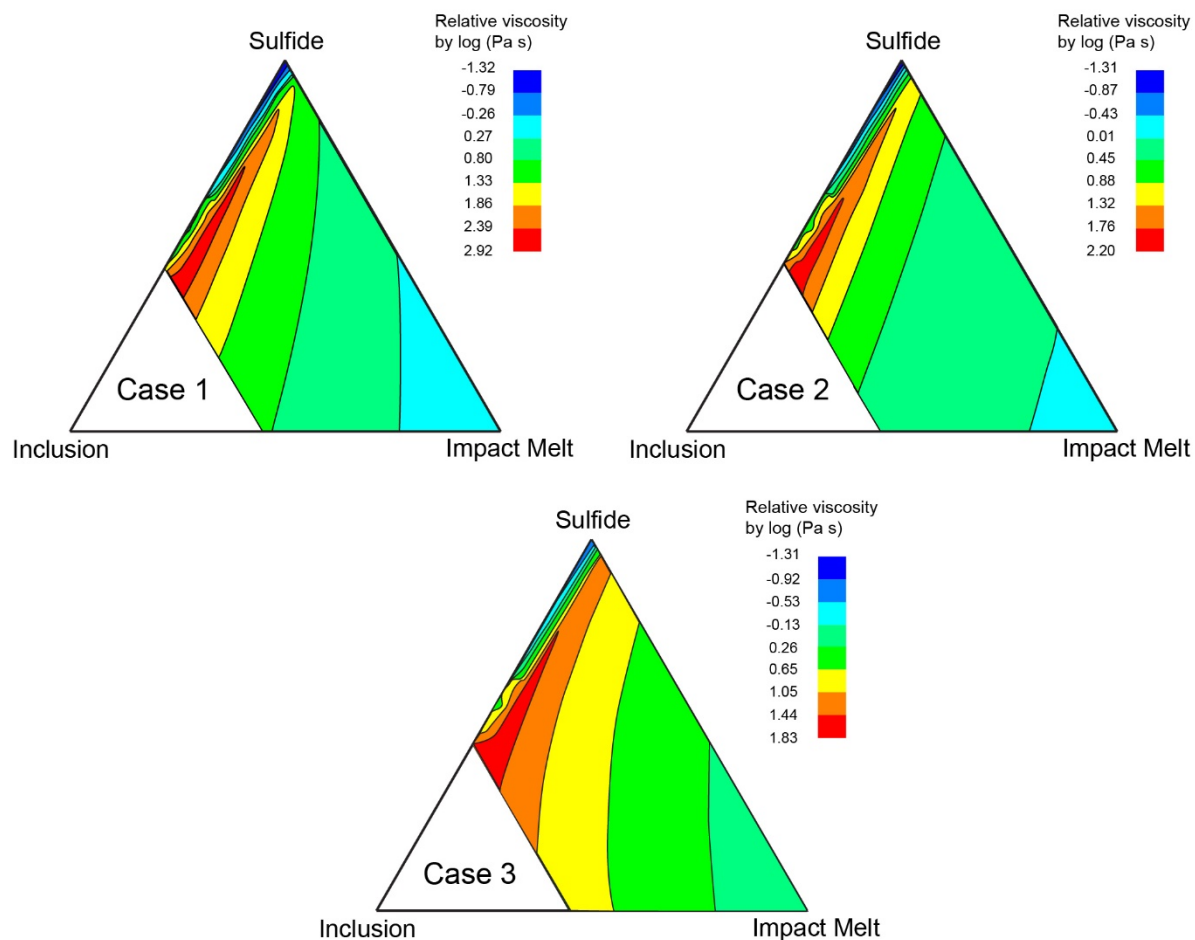 Relative viscosity
by log (Pa s)
Sulfide
-1.32
-0.79
-0.26
0.27
0.80
1.33
1.86
2.39
2.92
Case 1
Inclusion
Impact Melt
Relative viscosity
by log (Pa s)
Sulfide
-1.31
-0.87
-0.43
0.01
0.45
0.88
1.32
1.76
2.20
Case 2
Inclusion
Impact Melt
Relative viscosity
by log (Pa s)
Sulfide
-1.31
-0.92
-0.53
-0.13
0.26
0.65
1.05
1.44
1.83
Case 3
Inclusion
Impact Melt